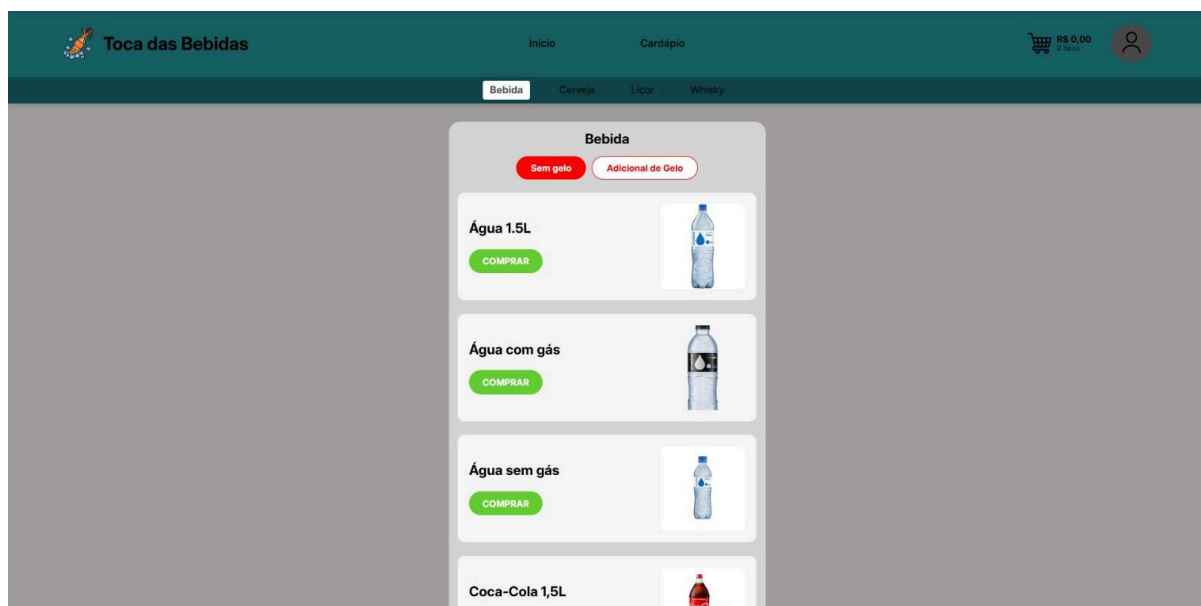 Toca das Bebidas
Início
Cardápio
R$ 0,00
0 itens
Bebida
Cerveja
Licor
Whisky
Bebida
Sem gelo
Adicional de Gelo
Água 1.5L
COMPRAR
Água com gás
COMPRAR
Água sem gás
COMPRAR
Coca-Cola 1,5L